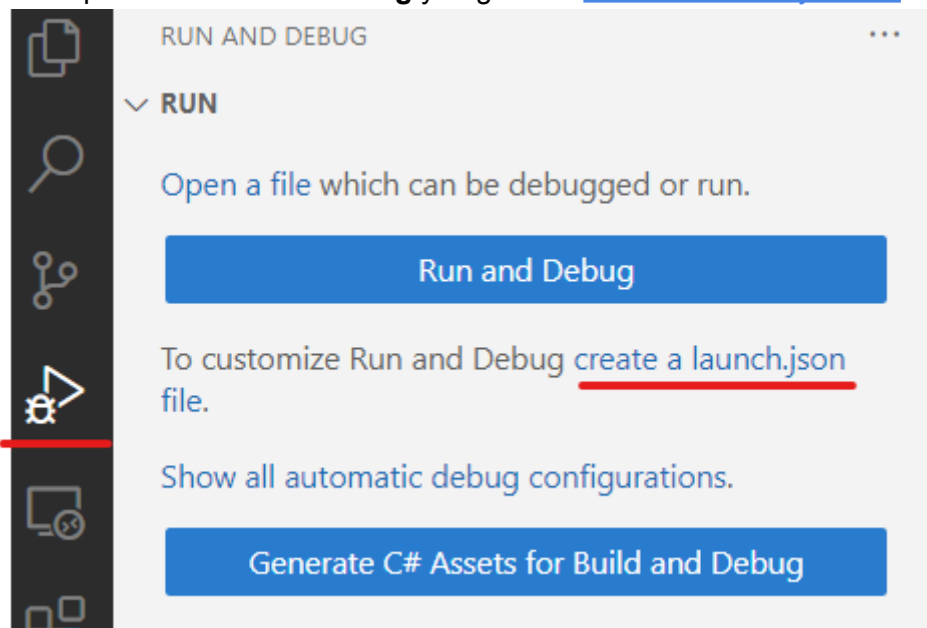 RUN AND DEBUG ...
RUN
Open a file which can be debugged or run.
Run and Debug
To customize Run and Debug create a launch.json
file.
Show all automatic debug configurations.
Generate C# Assets for Build and Debug